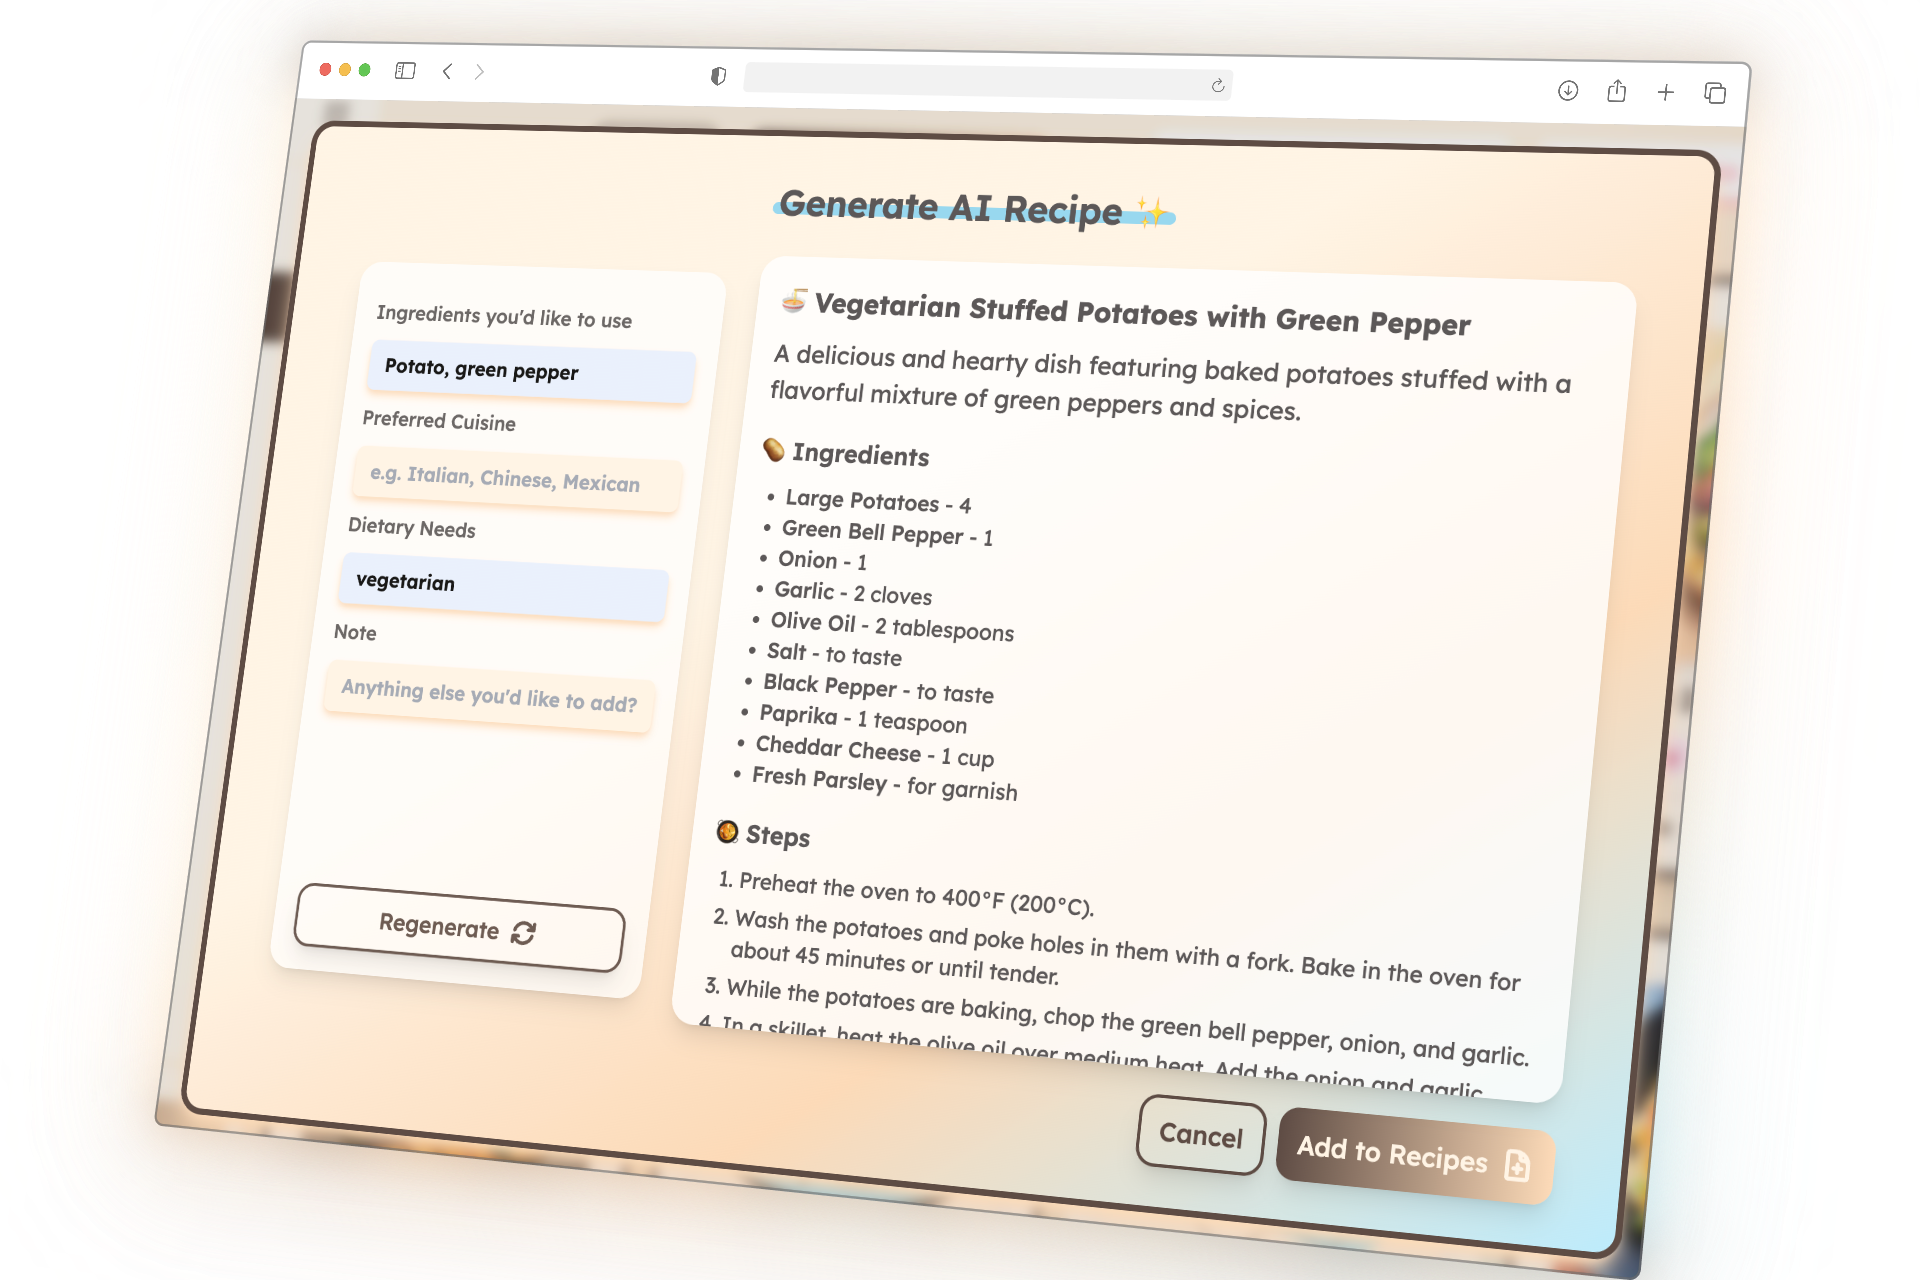 Generate AI Recipe ✨
Ingredients you'd like to use
Potato, green pepper
Preferred Cuisine
e.g. Italian, Chinese, Mexican
Dietary Needs
vegetarian
Note
Anything else you'd like to add?
Regenerate
🍜 Vegetarian Stuffed Potatoes with Green Pepper
A delicious and hearty dish featuring baked potatoes stuffed with a
flavorful mixture of green peppers and spices.
🥔 Ingredients
• Large Potatoes - 4
• Green Bell Pepper - 1
• Onion - 1
• Garlic - 2 cloves
• Olive Oil - 2 tablespoons
• Salt - to taste
• Black Pepper - to taste
• Paprika - 1 teaspoon
• Cheddar Cheese - 1 cup
• Fresh Parsley - for garnish
🥘 Steps
1. Preheat the oven to 400°F (200°C).
2. Wash the potatoes and poke holes in them with a fork. Bake in the oven for
about 45 minutes or until tender.
3. While the potatoes are baking, chop the green bell pepper, onion, and garlic.
4. In a skillet, heat the olive oil over medium heat. Add the onion and garlic
Cancel
Add to Recipes